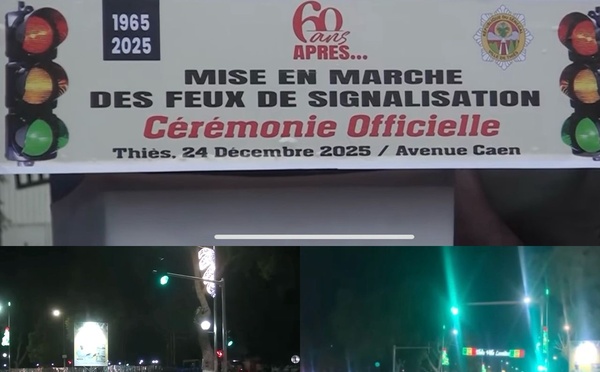 1965
2025
60
ans
APRES...
MISE EN MARCHE
DES FEUX DE SIGNALISATION
Cérémonie Officielle
Thiès, 24 Décembre 2025 / Avenue Caen